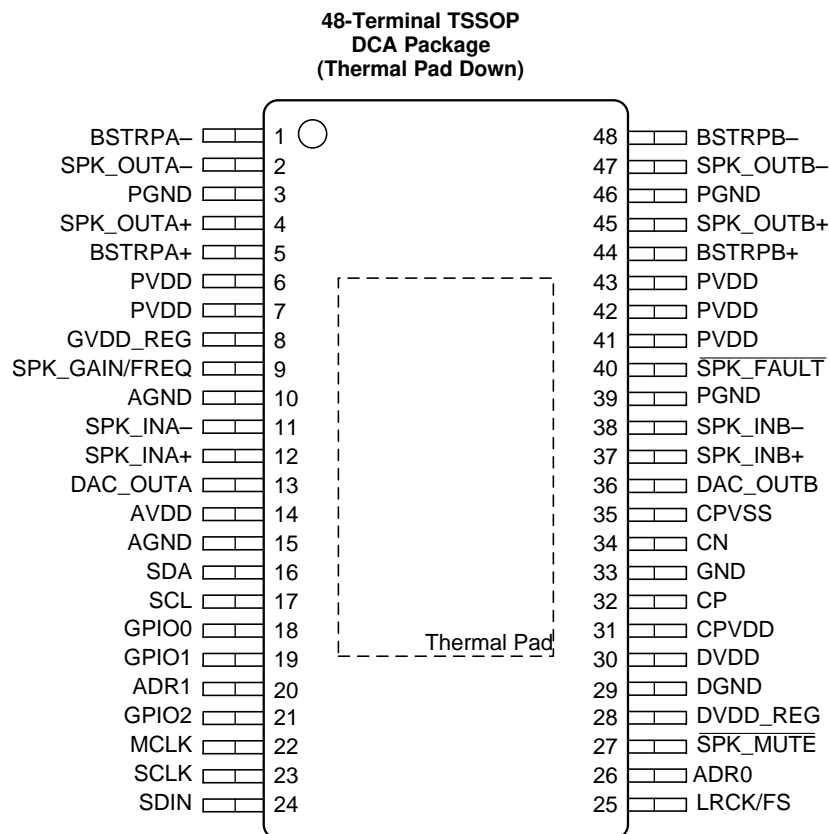 48-Terminal TSSOP
DCA Package
(Thermal Pad Down)
BSTRPA– 1 48 BSTRPB–
SPK_OUTA– 2 47 SPK_OUTB–
PGND 3 46 PGND
SPK_OUTA+ 4 45 SPK_OUTB+
BSTRPA+ 5 44 BSTRPB+
PVDD 6 43 PVDD
PVDD 7 42 PVDD
GVDD_REG 8 41 PVDD
SPK_GAIN/FREQ 9 40 SPK_FAULT
AGND 10 39 PGND
SPK_INA– 11 38 SPK_INB–
SPK_INA+ 12 37 SPK_INB+
DAC_OUTA 13 36 DAC_OUTB
AVDD 14 35 CPVSS
AGND 15 34 CN
SDA 16 33 GND
SCL 17 32 CP
GPIO0 18 31 CPVDD
Thermal Pad
GPIO1 19 30 DVDD
ADR1 20 29 DGND
GPIO2 21 28 DVDD_REG
MCLK 22 27 SPK_MUTE
SCLK 23 26 ADR0
SDIN 24 25 LRCK/FS